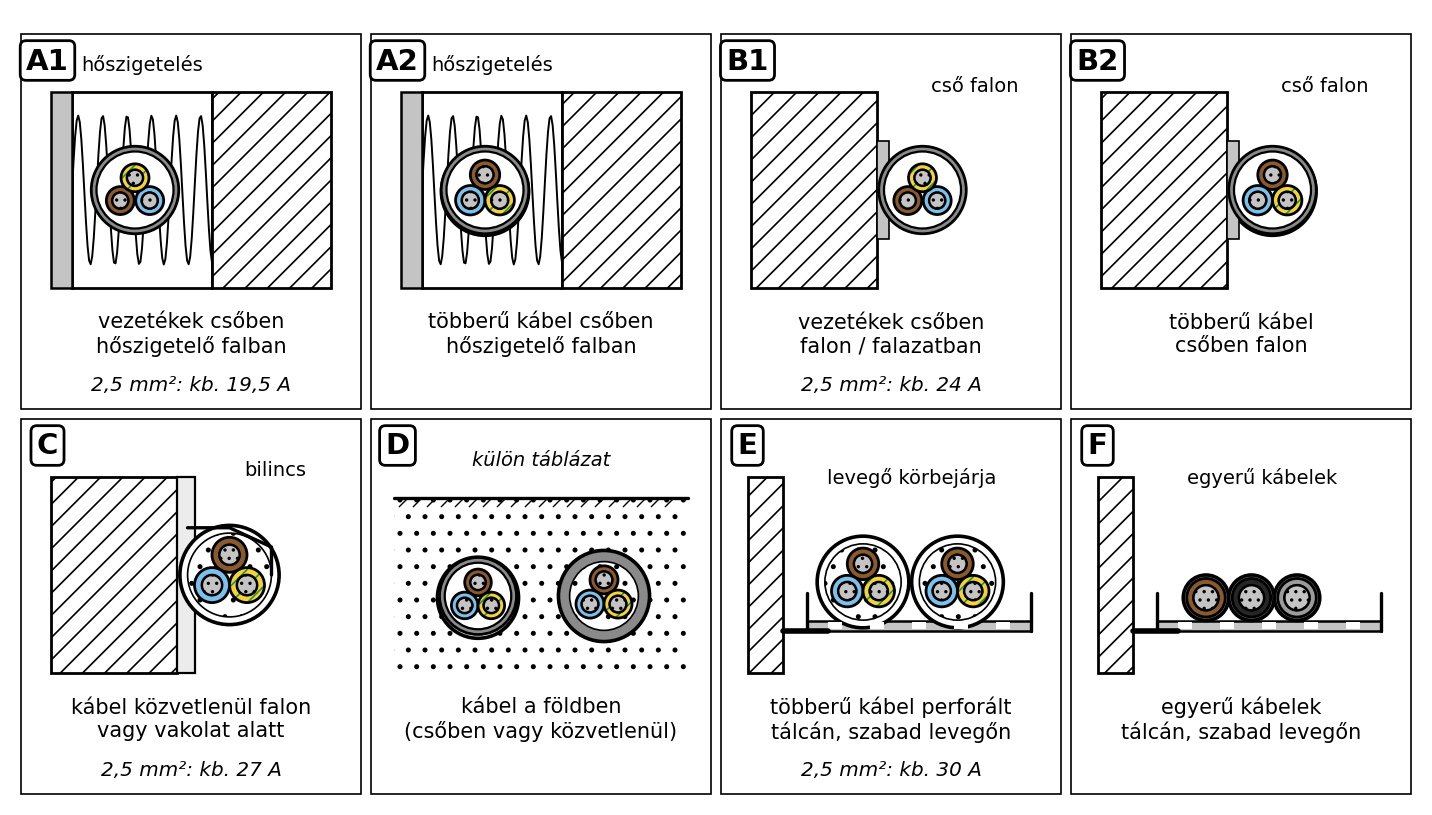 A1
hőszigetelés
vezetékek csőben
hőszigetelő falban
2,5 mm²: kb. 19,5 A
A2
hőszigetelés
többerű kábel csőben
hőszigetelő falban
B1
cső falon
vezetékek csőben
falon / falazatban
2,5 mm²: kb. 24 A
B2
cső falon
többerű kábel
csőben falon
C
bilincs
kábel közvetlenül falon
vagy vakolat alatt
2,5 mm²: kb. 27 A
D
külön táblázat
kábel a földben
(csőben vagy közvetlenül)
E
levegő körbejárja
többerű kábel perforált
tálcán, szabad levegőn
2,5 mm²: kb. 30 A
F
egyerű kábelek
egyerű kábelek
tálcán, szabad levegőn